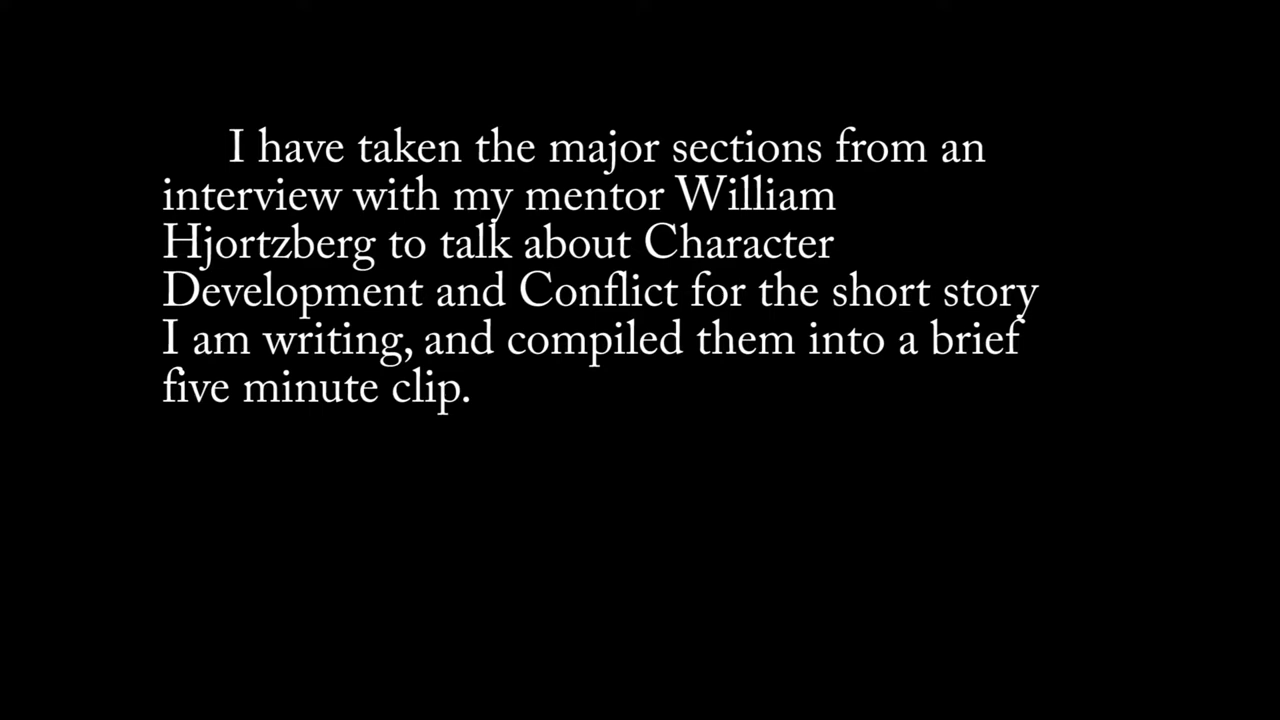 I have taken the major sections from an
interview with my mentor William
Hjortzberg to talk about Character
Development and Conflict for the short story
I am writing, and compiled them into a brief
five minute clip.